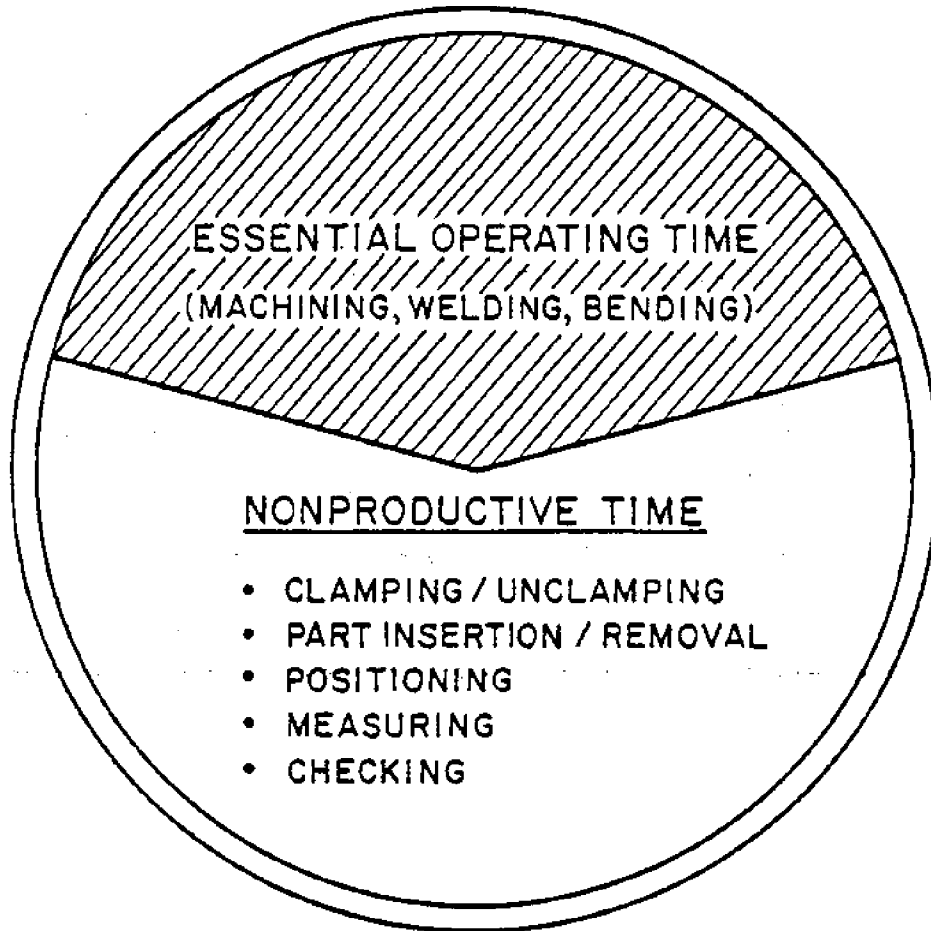 ESSENTIAL OPERATING TIME
(MACHINING, WELDING, BENDING)
NONPRODUCTIVE TIME
• CLAMPING / UNCLAMPING
• PART INSERTION / REMOVAL
• POSITIONING
• MEASURING
• CHECKING